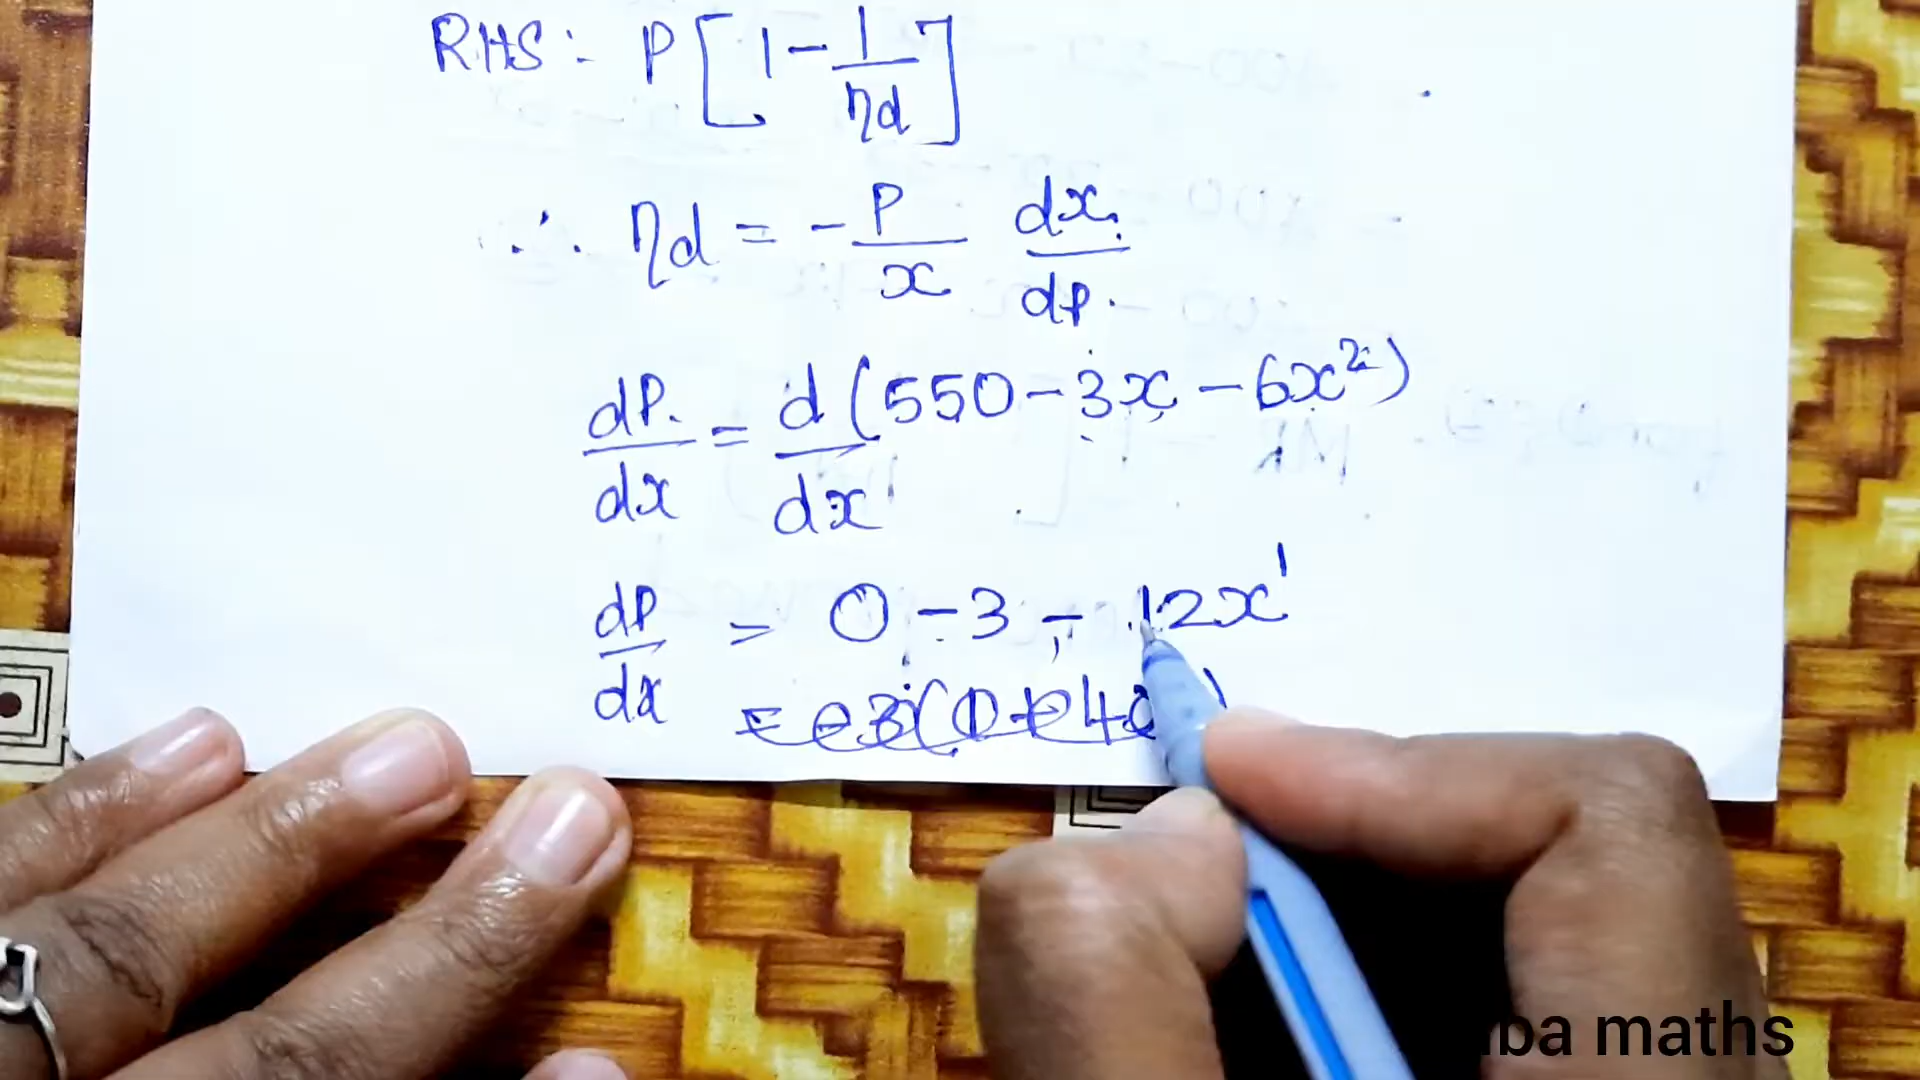 RHS :- P [ 1 - 1/ηd ]
∴ ηd = - P/x dx/dp.
dP./dx = d/dx (550 - 3x - 6x²)
dp/dx = 0 - 3 - 12x¹
ba maths